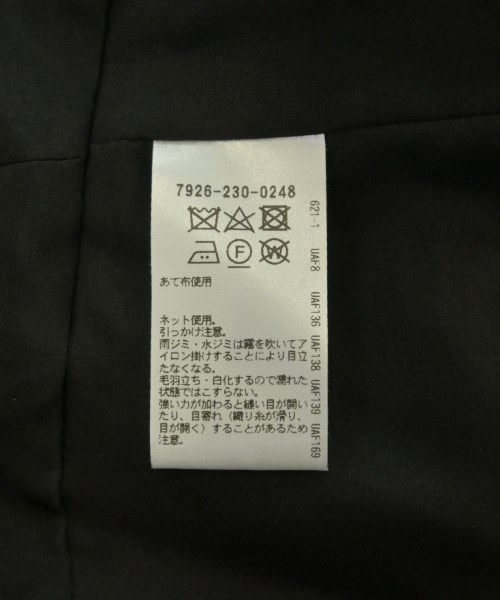 7926-230-0248
F W
あて布使用
ネット使用。
引っかけ注意。
雨ジミ・水ジミは霧を吹いてア
イロン掛けすることにより目立
たなくなる。
毛羽立ち・白化するので濡れた
状態ではこすらない。
強い力が加わると縫い目が開い
たり、目寄れ（織り糸が滑り、
目が開く）することがあるため
注意。
621-1 UAF8 UAF136 UAF138 UAF139 UAF169